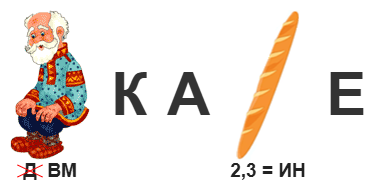 К А Е
Д ВМ 2,3 = ИН